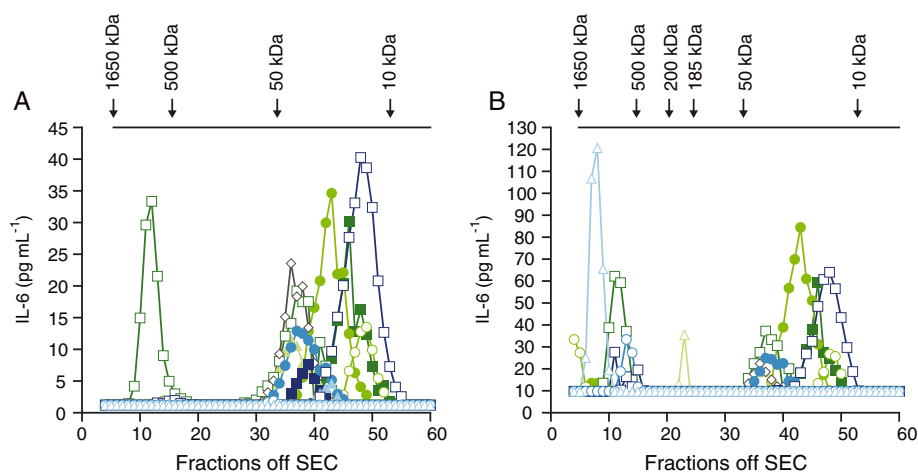 1650 kDa
500 kDa
50 kDa
10 kDa
A
45
40
35
30
25
20
15
10
5
0
IL-6 (pg mL⁻¹)
0 10 20 30 40 50 60
Fractions off SEC
1650 kDa
500 kDa
200 kDa
185 kDa
50 kDa
10 kDa
B
130
120
110
100
90
80
70
60
50
40
30
20
10
0
IL-6 (pg mL⁻¹)
0 10 20 30 40 50 60
Fractions off SEC